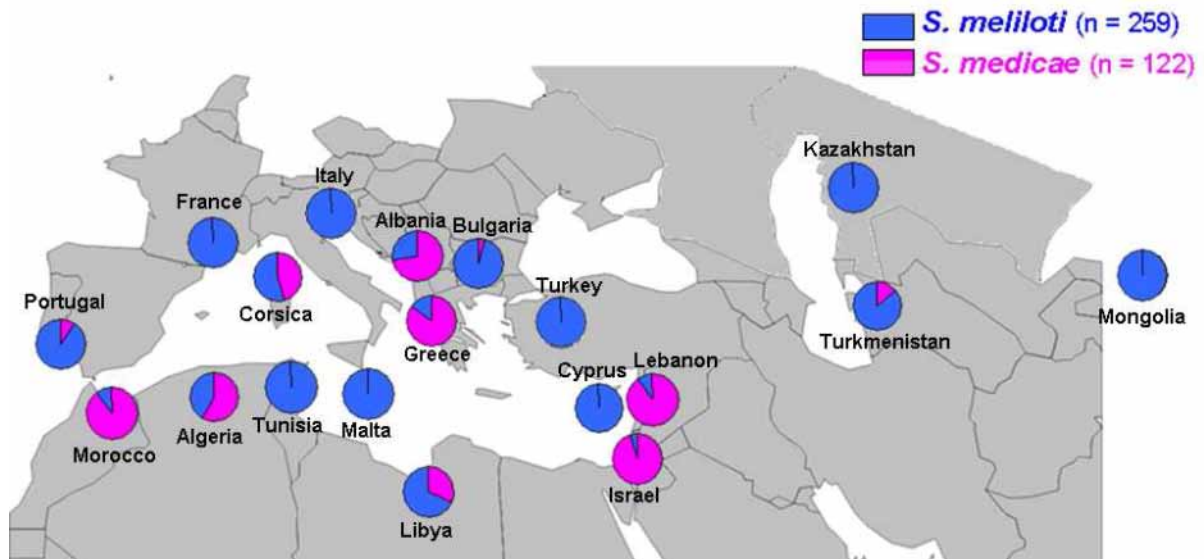 S. meliloti (n = 259)
S. medicae (n = 122)
Kazakhstan
Italy
France
Albania
Bulgaria
Portugal
Corsica
Turkey
Mongolia
Greece
Turkmenistan
Cyprus
Lebanon
Morocco
Algeria
Tunisia
Malta
Israel
Libya